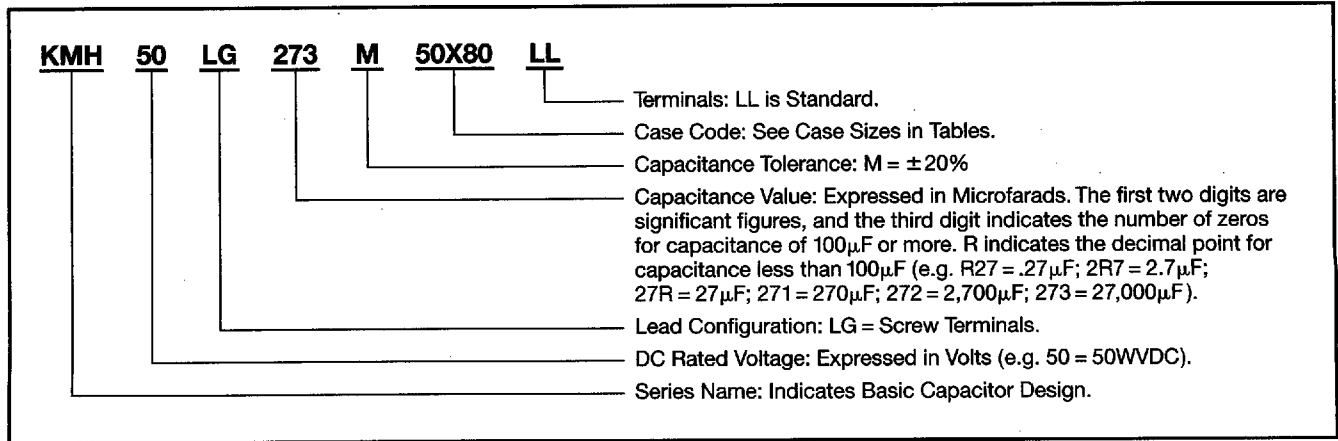 KMH 50 LG 273 M 50X80 LL
Terminals: LL is Standard.
Case Code: See Case Sizes in Tables.
Capacitance Tolerance: M = ±20%
Capacitance Value: Expressed in Microfarads. The first two digits are
significant figures, and the third digit indicates the number of zeros
for capacitance of 100μF or more. R indicates the decimal point for
capacitance less than 100μF (e.g. R27 = .27μF; 2R7 = 2.7μF;
27R = 27μF; 271 = 270μF; 272 = 2,700μF; 273 = 27,000μF).
Lead Configuration: LG = Screw Terminals.
DC Rated Voltage: Expressed in Volts (e.g. 50 = 50WVDC).
Series Name: Indicates Basic Capacitor Design.